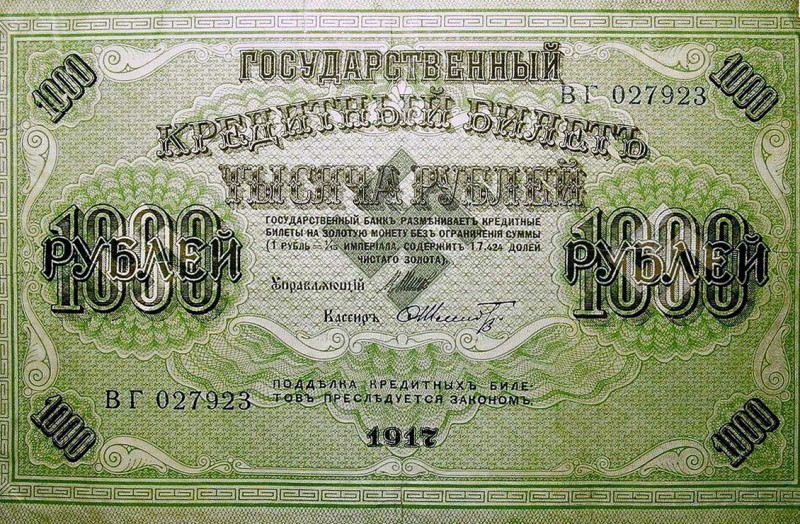 1000
1000
ГОСУДАРСТВЕННЫЙ
ВГ 027923
КРЕДИТНЫЙ БИЛЕТЪ
ТЫСЯЧА РУБЛЕЙ
ГОСУДАРСТВЕННЫЙ БАНКЪ РАЗМѢНИВАЕТЪ КРЕДИТНЫЕ
БИЛЕТЫ НА ЗОЛОТУЮ МОНЕТУ БЕЗЪ ОГРАНИЧЕНІЯ СУММЫ
(1 РУБЛЬ = 1/15 ИМПЕРІАЛА, СОДЕРЖИТЪ 17,424 ДОЛЕЙ
ЧИСТАГО ЗОЛОТА).
1000 РУБЛЕЙ
1000 РУБЛЕЙ
Управляющій
Кассиръ
ВГ 027923
ПОДДѢЛКА КРЕДИТНЫХЪ БИЛЕ-
ТОВЪ ПРЕСЛѢДУЕТСЯ ЗАКОНОМЪ.
1917
1000
1000